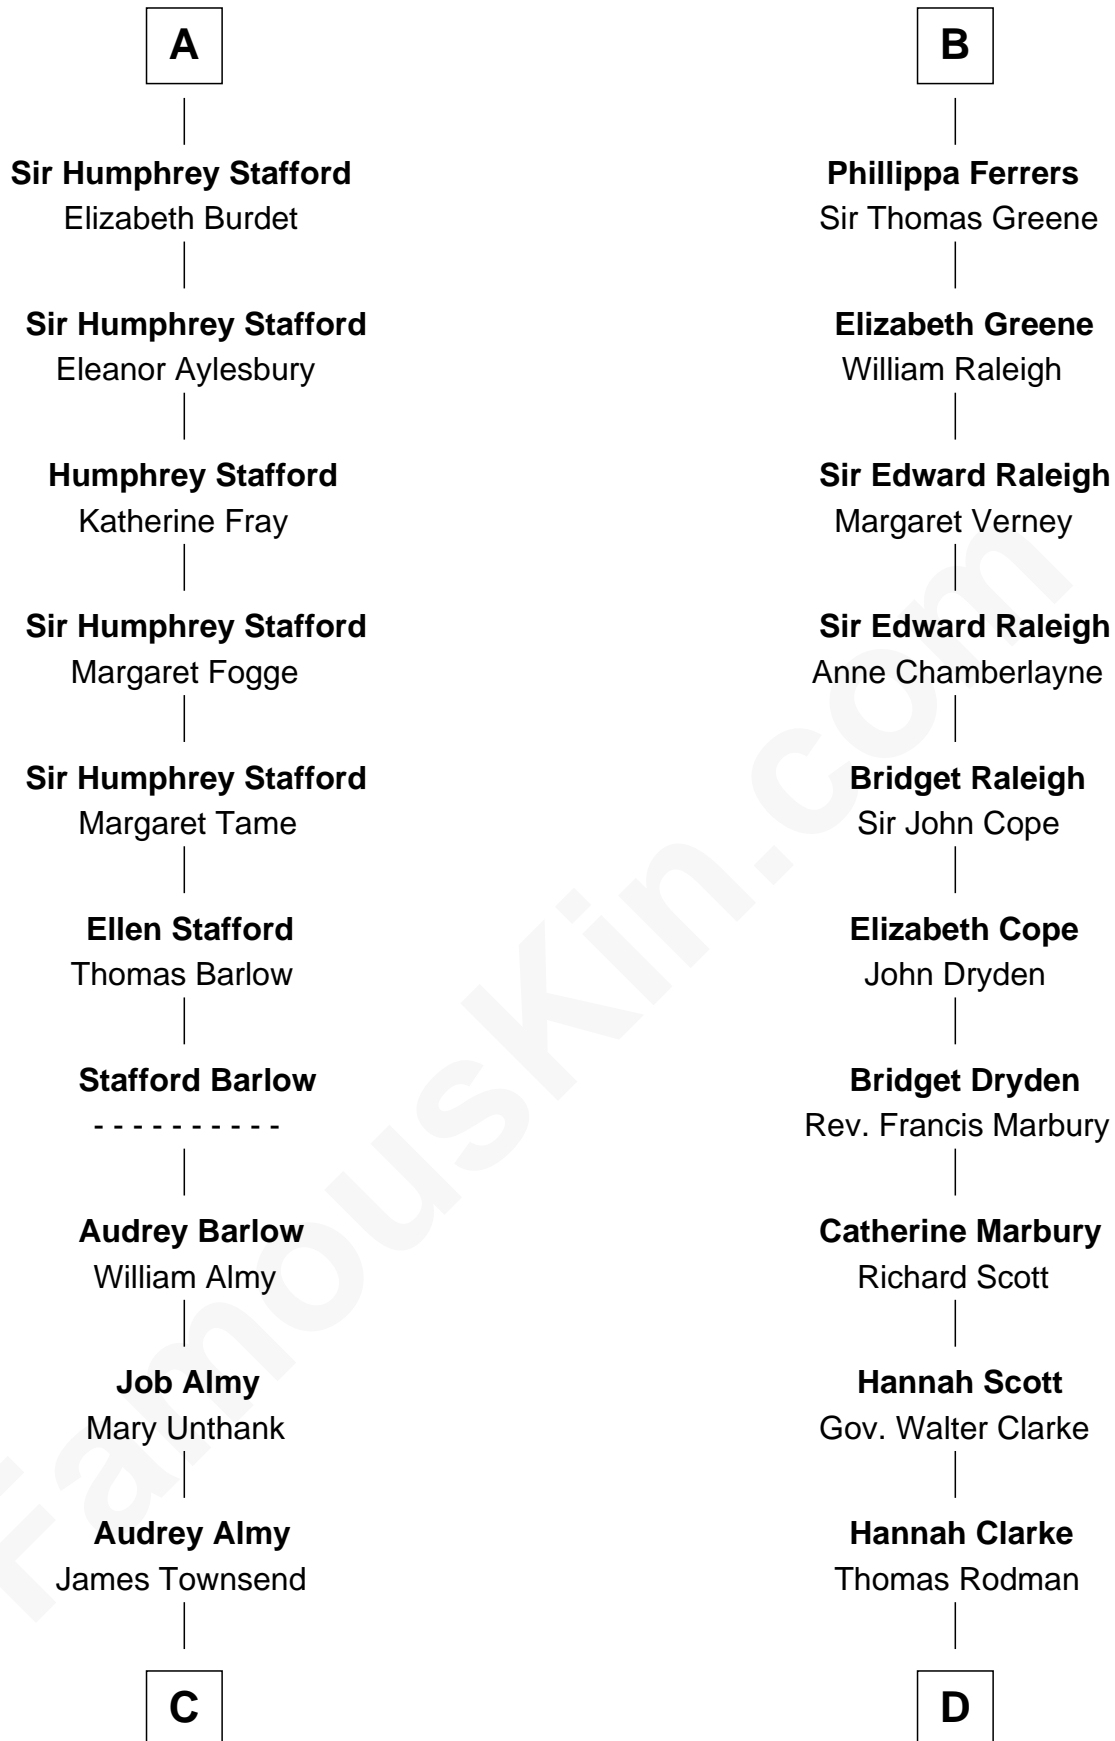 A
Sir Humphrey Stafford
Elizabeth Burdet
Sir Humphrey Stafford
Eleanor Aylesbury
Humphrey Stafford
Katherine Fray
Sir Humphrey Stafford
Margaret Fogge
Sir Humphrey Stafford
Margaret Tame
Ellen Stafford
Thomas Barlow
Stafford Barlow
- - - - - - - - - -
Audrey Barlow
William Almy
Job Almy
Mary Unthank
Audrey Almy
James Townsend
C
B
Phillippa Ferrers
Sir Thomas Greene
Elizabeth Greene
William Raleigh
Sir Edward Raleigh
Margaret Verney
Sir Edward Raleigh
Anne Chamberlayne
Bridget Raleigh
Sir John Cope
Elizabeth Cope
John Dryden
Bridget Dryden
Rev. Francis Marbury
Catherine Marbury
Richard Scott
Hannah Scott
Gov. Walter Clarke
Hannah Clarke
Thomas Rodman
D
FamousKin.com